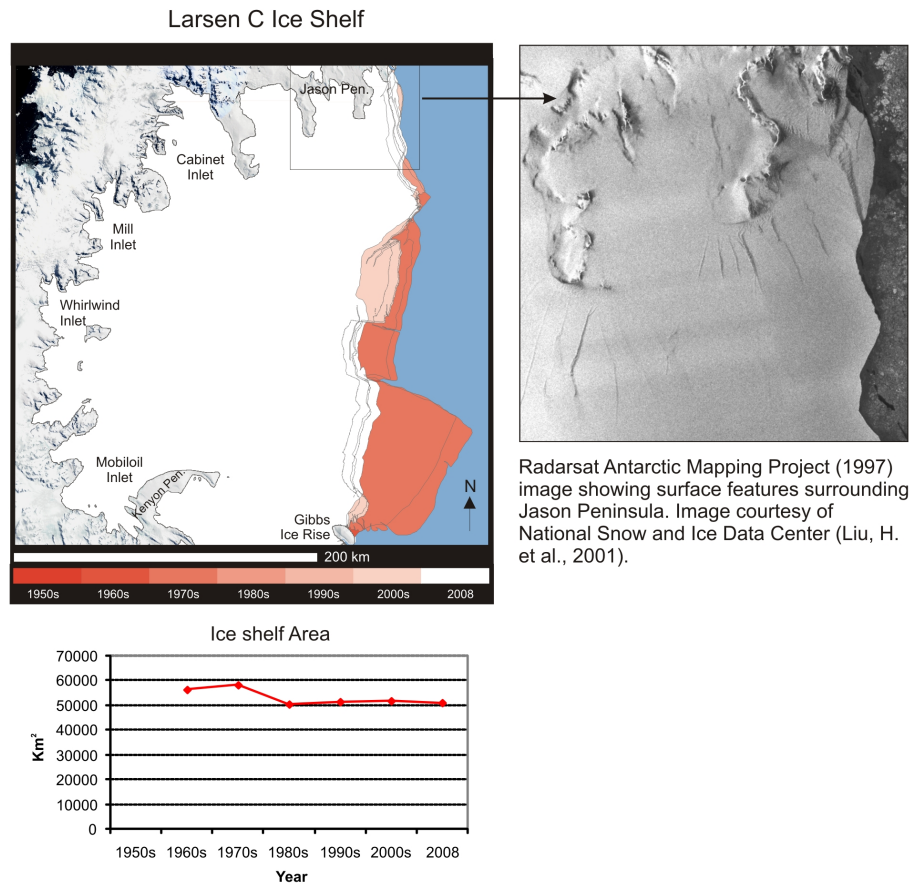 Larsen C Ice Shelf
Jason Pen.
Cabinet
Inlet
Mill
Inlet
Whirlwind
Inlet
Mobiloil
Inlet
Kenyon Pen.
Gibbs
Ice Rise
N
200 km
1950s 1960s 1970s 1980s 1990s 2000s 2008
Radarsat Antarctic Mapping Project (1997)
image showing surface features surrounding
Jason Peninsula. Image courtesy of
National Snow and Ice Data Center (Liu, H.
et al., 2001).
Ice shelf Area
70000
60000
50000
40000
30000
20000
10000
0
Km²
1950s 1960s 1970s 1980s 1990s 2000s 2008
Year